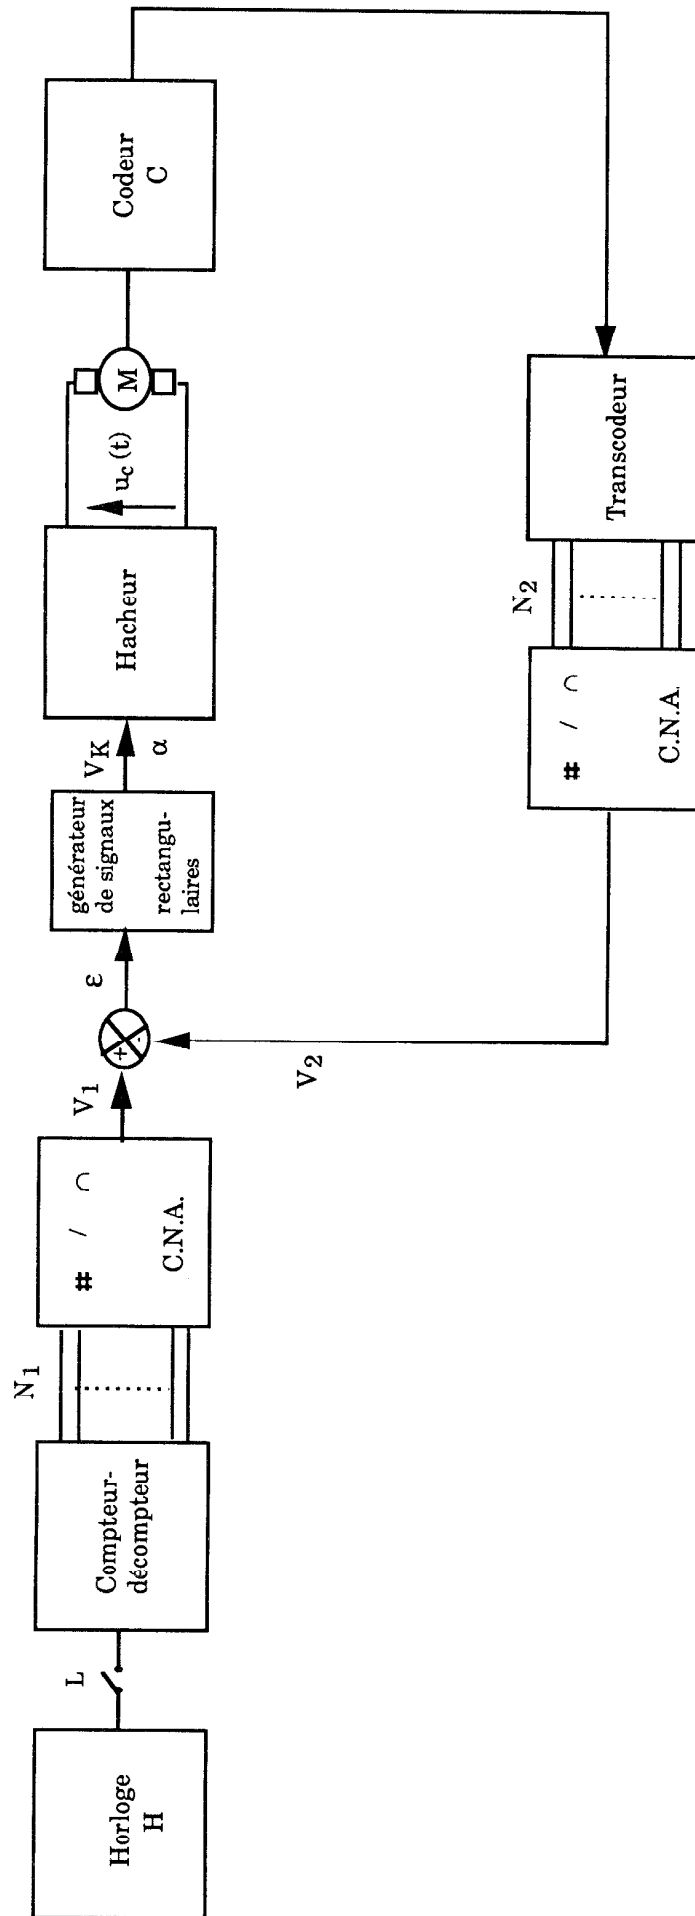 Horloge
H
L
Compteur-
décompteur
N1
# / ∩
C.N.A.
V1
+
-
ε
générateur
de signaux
rectangu-
laires
VK
α
Hacheur
uc(t)
M
Codeur
C
Transcodeur
N2
# / ∩
C.N.A.
V2